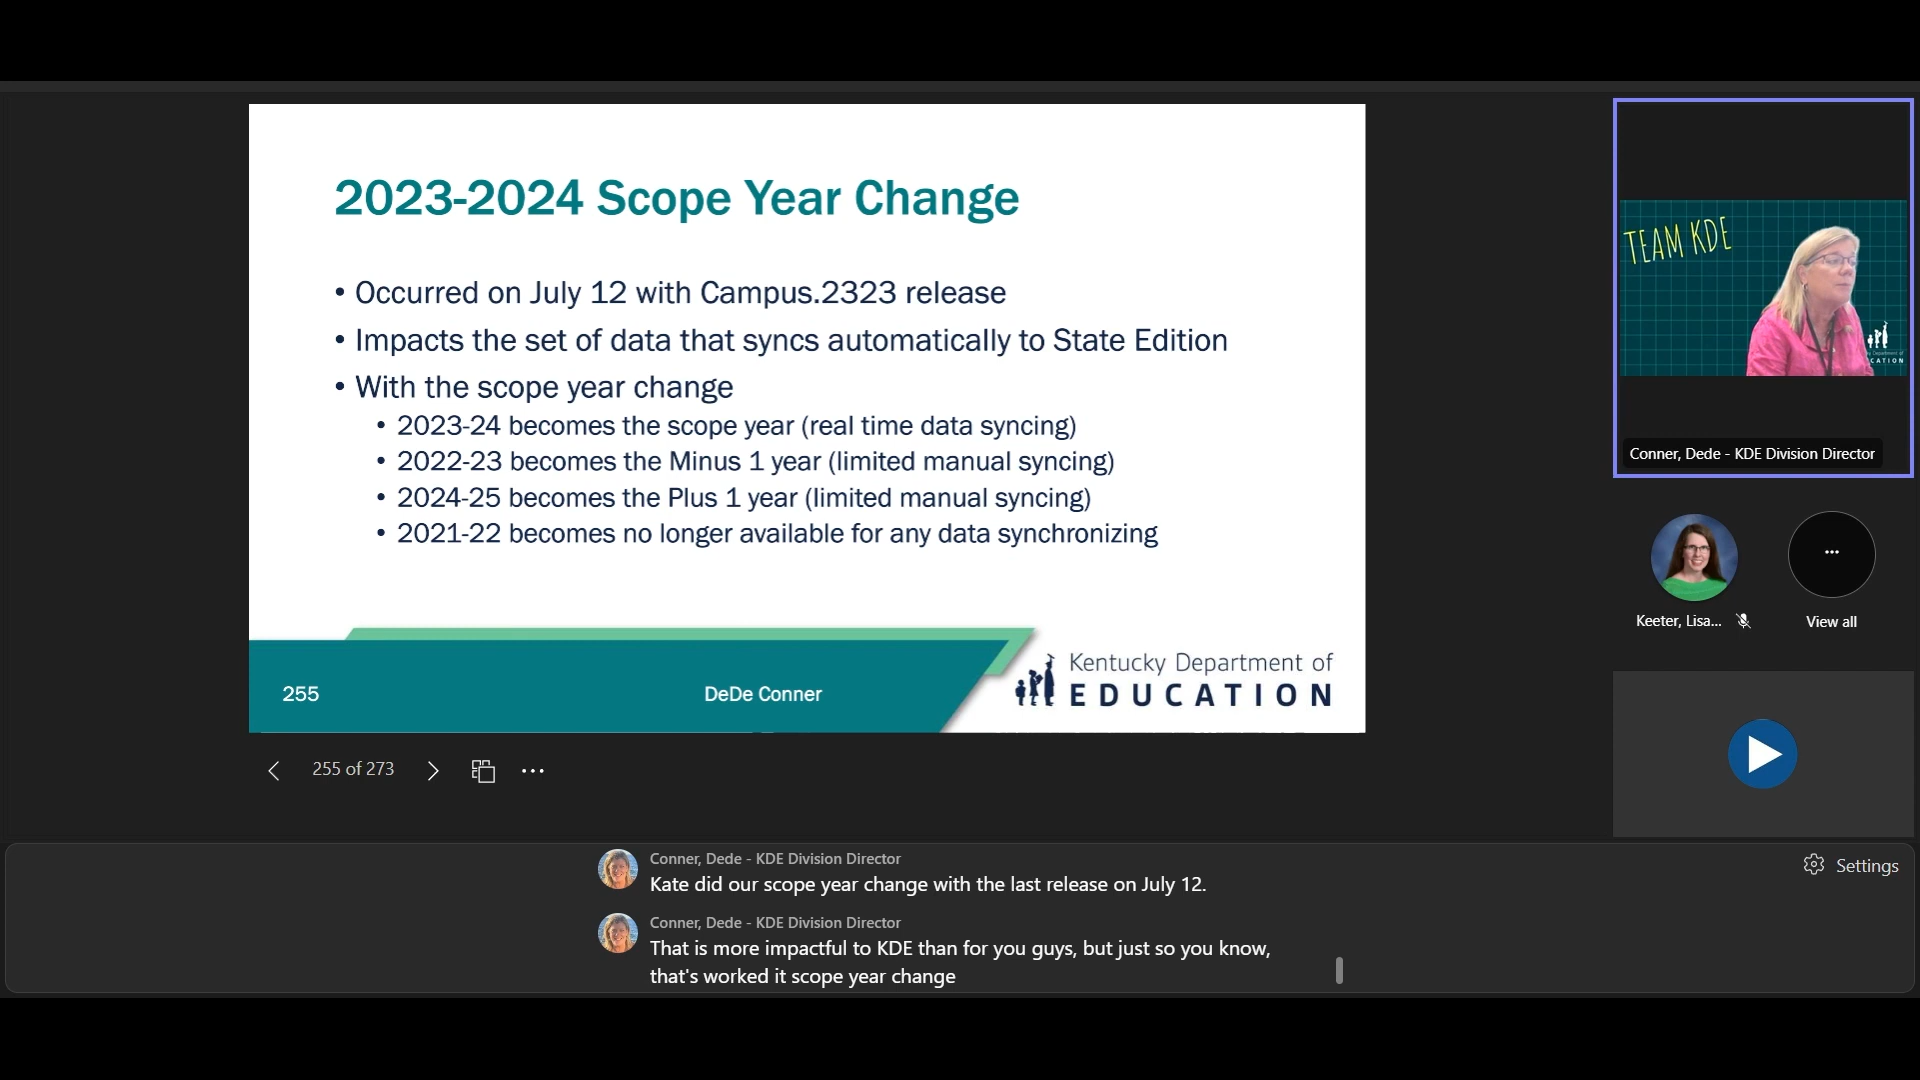 2023-2024 Scope Year Change
• Occurred on July 12 with Campus.2323 release
• Impacts the set of data that syncs automatically to State Edition
• With the scope year change
• 2023-24 becomes the scope year (real time data syncing)
• 2022-23 becomes the Minus 1 year (limited manual syncing)
• 2024-25 becomes the Plus 1 year (limited manual syncing)
• 2021-22 becomes no longer available for any data synchronizing
255
DeDe Conner
Kentucky Department of
EDUCATION
255 of 273
TEAM KDE
CATION
Conner, Dede - KDE Division Director
Keeter, Lisa...
View all
Conner, Dede - KDE Division Director
Kate did our scope year change with the last release on July 12.
Conner, Dede - KDE Division Director
That is more impactful to KDE than for you guys, but just so you know,
that's worked it scope year change
Settings